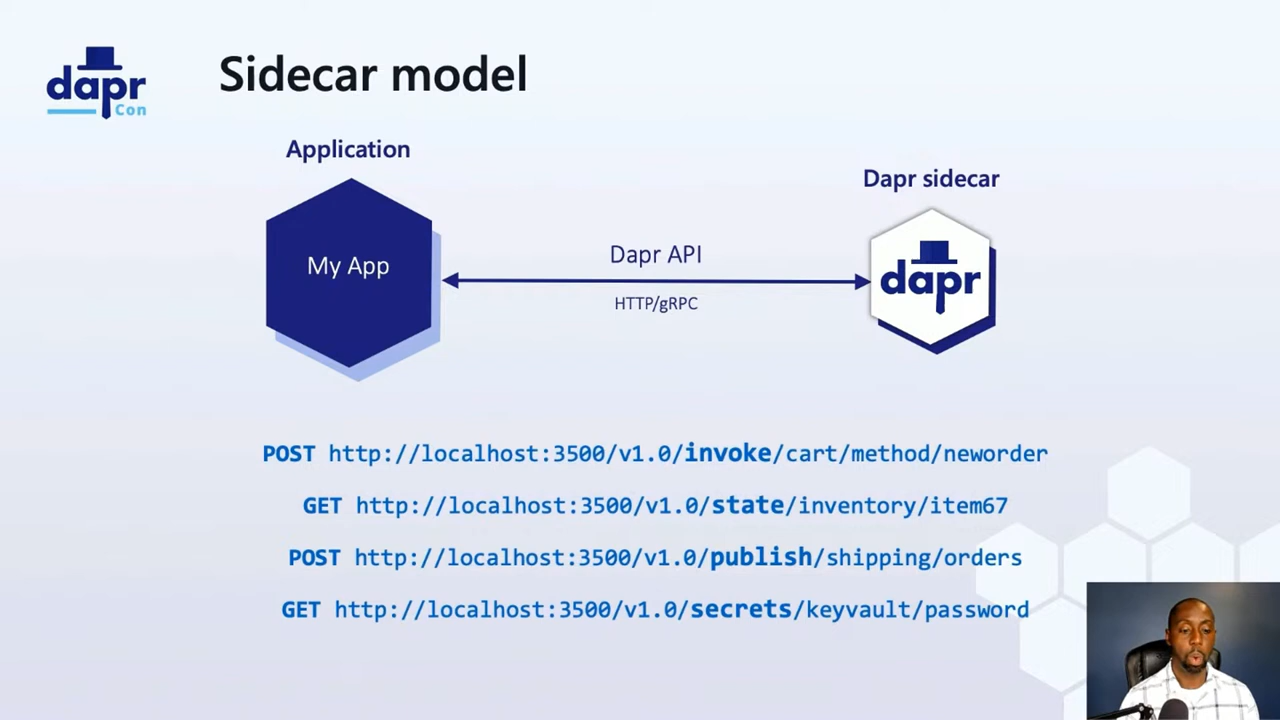 dapr
Con
Sidecar model
Application
Dapr sidecar
My App
Dapr API
HTTP/gRPC
dapr
POST http://localhost:3500/v1.0/invoke/cart/method/neworder
GET http://localhost:3500/v1.0/state/inventory/item67
POST http://localhost:3500/v1.0/publish/shipping/orders
GET http://localhost:3500/v1.0/secrets/keyvault/password